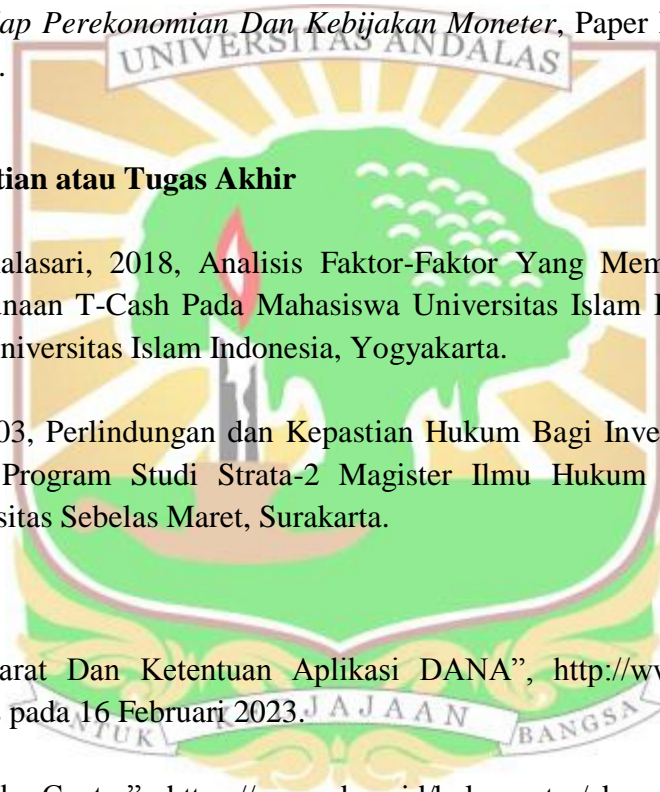 ap Perekonomian Dan Kebijakan Moneter, Paper
UNIVERSITAS ANDALAS
.
tian atau Tugas Akhir
alasari, 2018, Analisis Faktor-Faktor Yang Mem
unaan T-Cash Pada Mahasiswa Universitas Islam
niversitas Islam Indonesia, Yogyakarta.
03, Perlindungan dan Kepastian Hukum Bagi Inve
Program Studi Strata-2 Magister Ilmu Hukum
sitas Sebelas Maret, Surakarta.
arat Dan Ketentuan Aplikasi DANA”, http://ww
pada 16 Februari 2023.
UNTUK KEDJAJAAN BANGSA